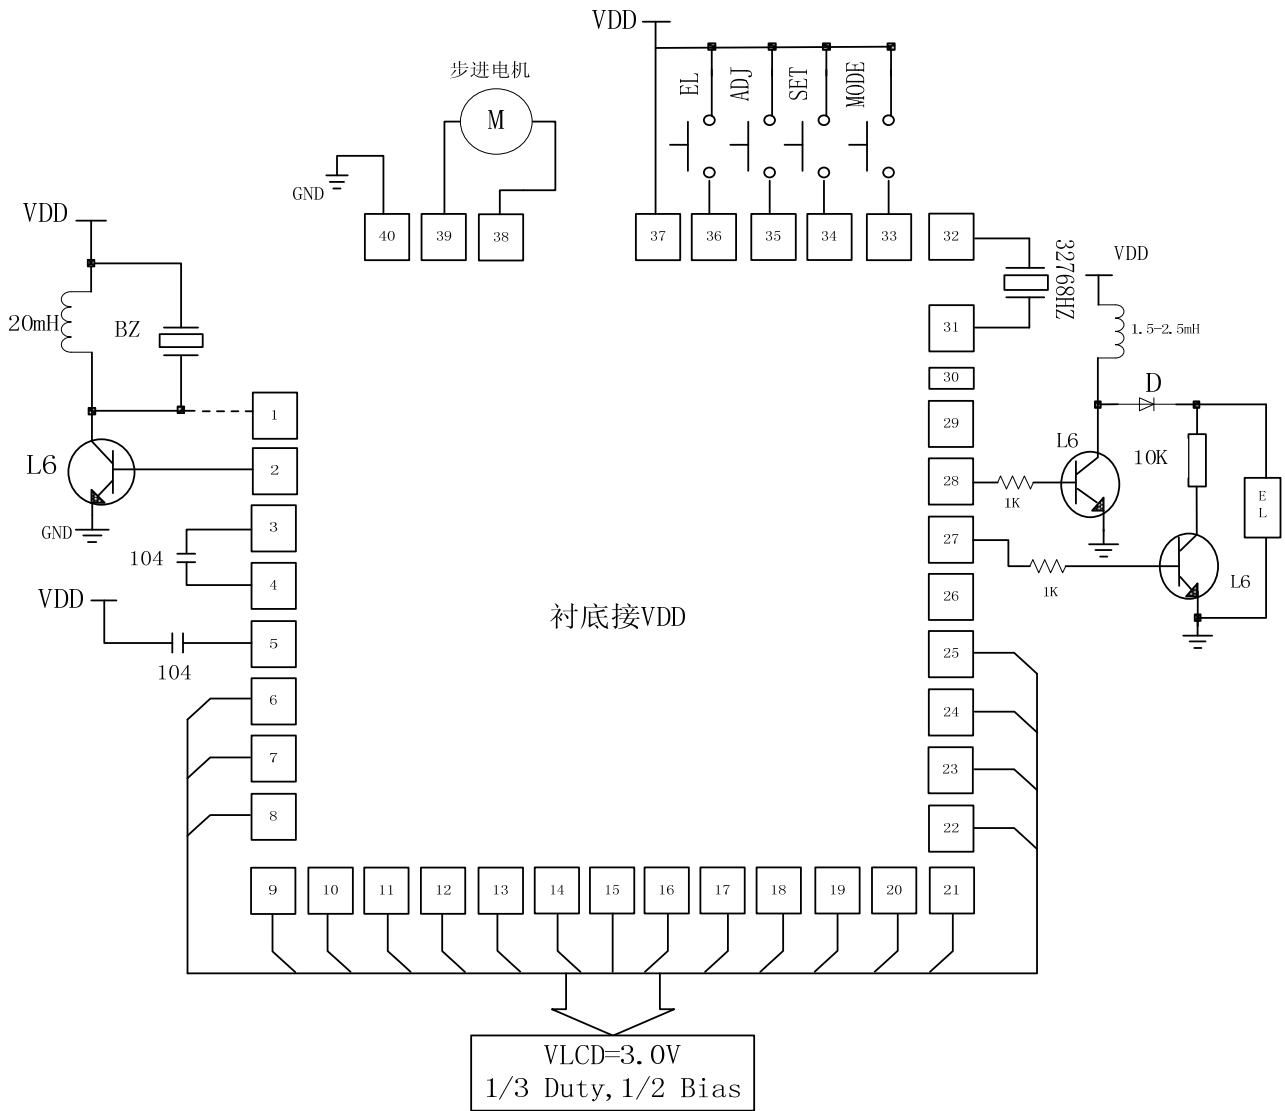 VDD
步进电机
M
EL
ADJ
SET
MODE
GND
VDD
40
39
38
37
36
35
34
33
32
32768HZ
VDD
20mH
BZ
31
1.5-2.5mH
30
D
1
29
L6
L6
2
28
10K
1K
EL
GND
3
27
104
4
1K
L6
VDD
26
衬底接VDD
5
25
104
6
24
7
23
8
22
9
10
11
12
13
14
15
16
17
18
19
20
21
VLCD=3.0V
1/3 Duty,1/2 Bias